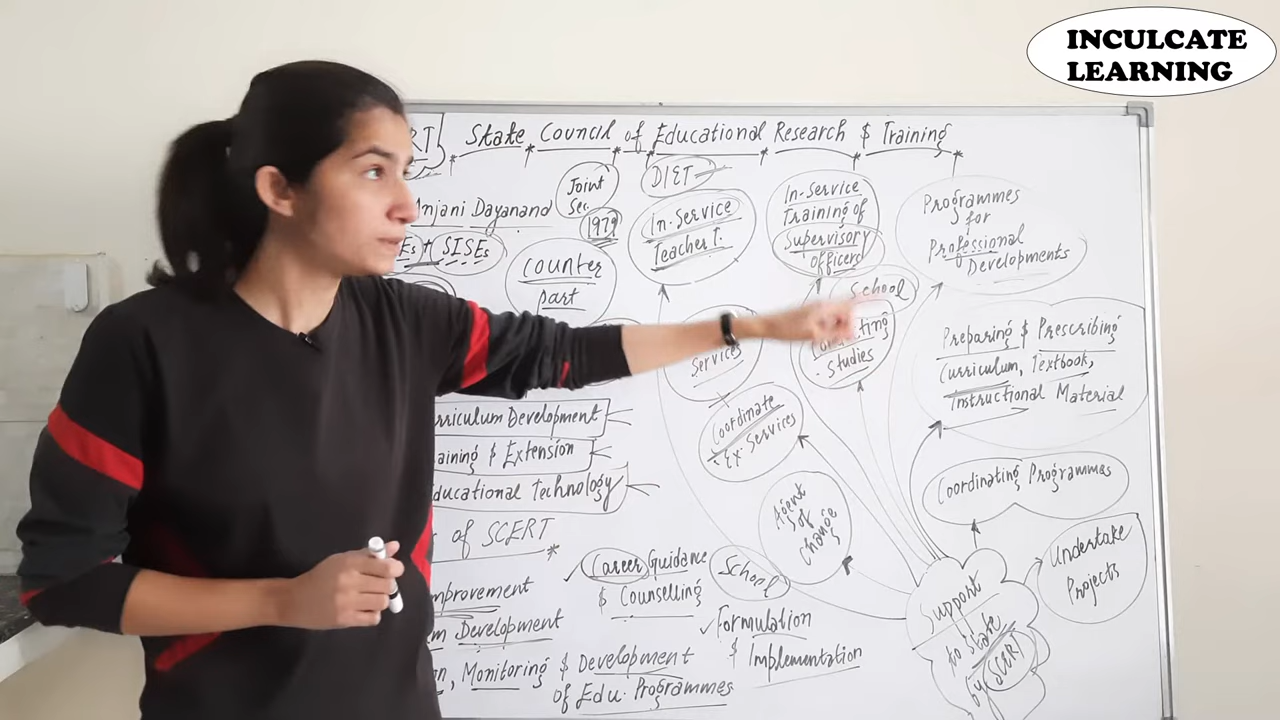 INCULCATE
LEARNING
State Council of Educational Research & Training
Anjani Dayanand
Joint
Sec.
1979
DIET
In-Service
Teacher T.
In-Service
Training of
Supervisory
officers
Programmes
for
Professional
Developments
SISEs
counter
part
School
Studies
Services
Preparing & Prescribing
Curriculum, Textbook,
Instructional Material
Coordinate
Ex. Services
Curriculum Development
& Extension
Educational Technology
Coordinating Programmes
Agent
of
change
of SCERT
Undertake
Projects
Career Guidance
& Counselling
School
Improvement
Development
Formulation
& Implementation
Monitoring & Development
of Edu. Programmes
Support
to State
by SCERT